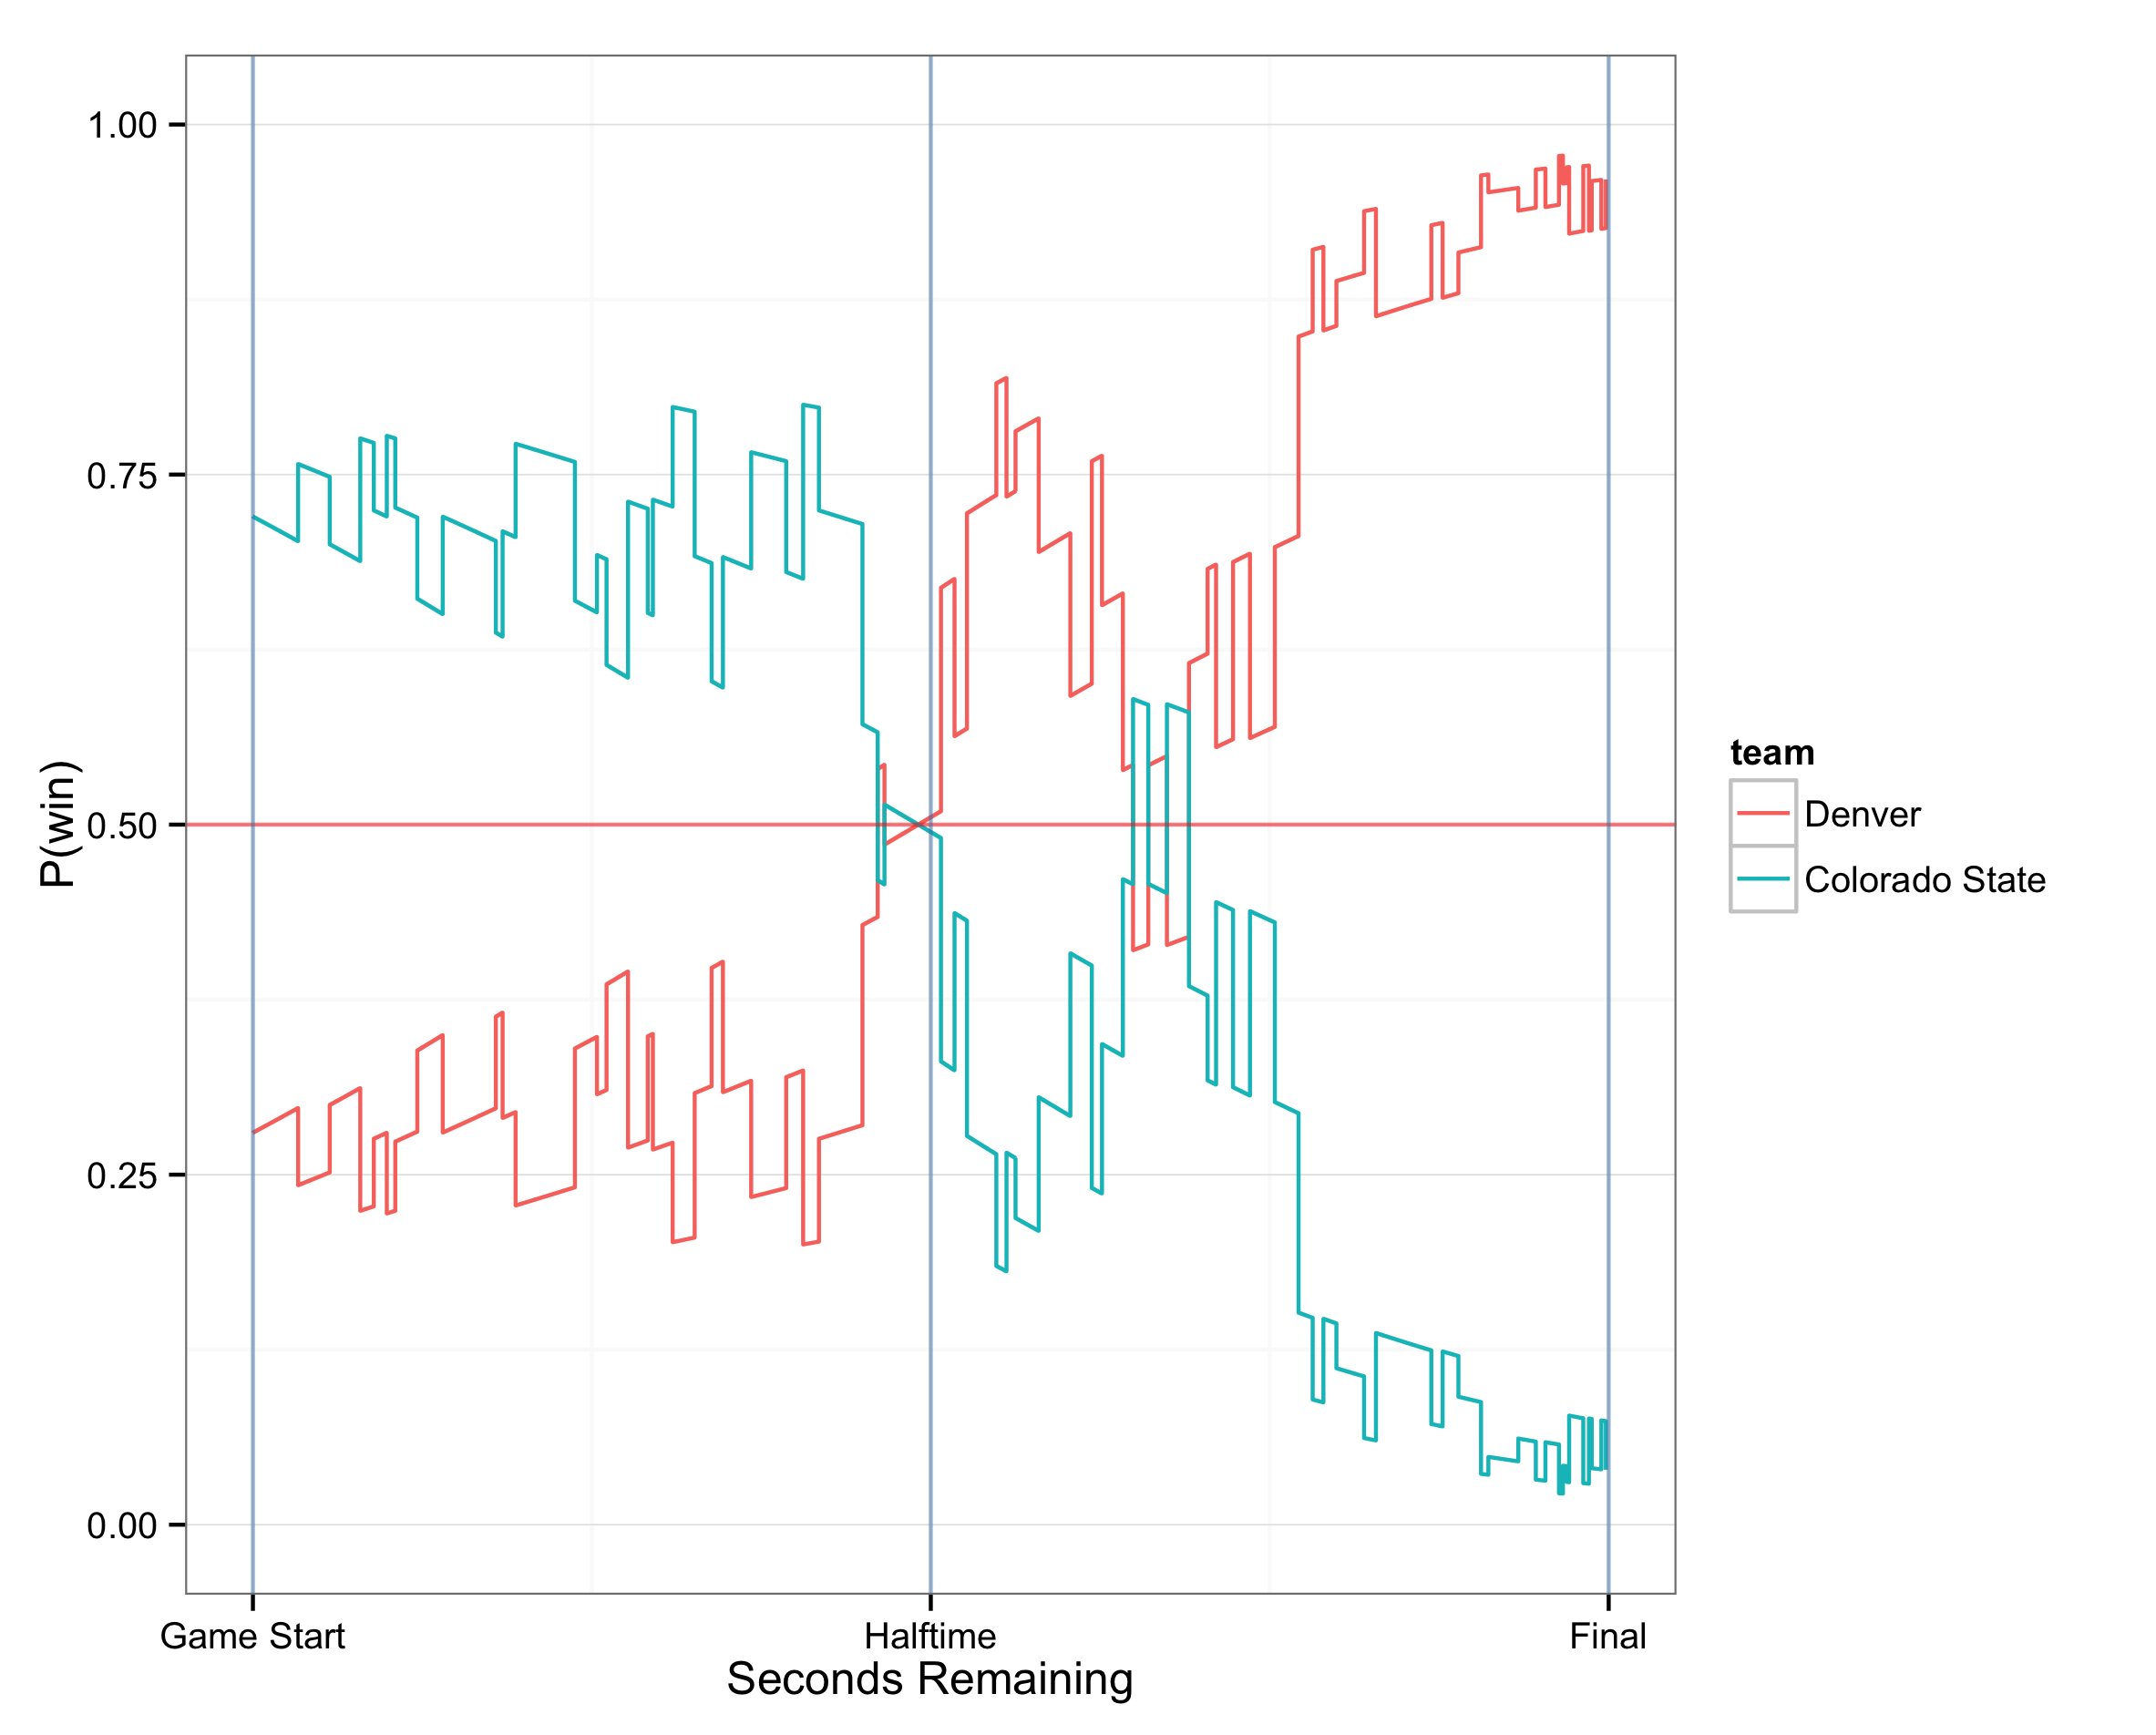 1.00
0.75
0.50
0.25
0.00
P(win)
Game Start
Halftime
Final
Seconds Remaining
team
Denver
Colorado State